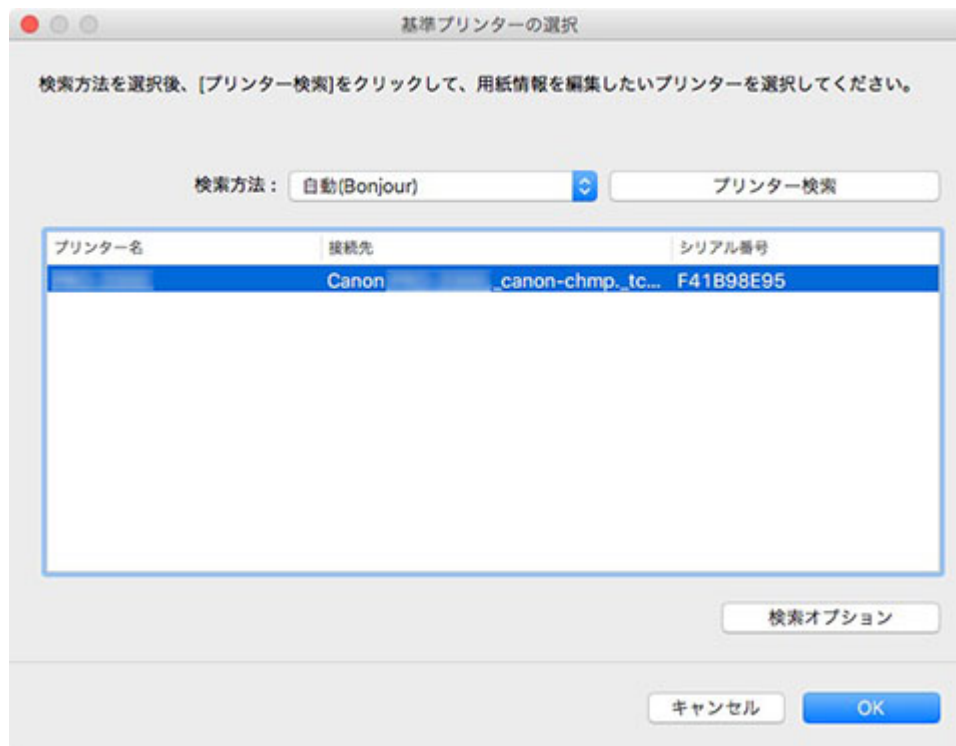 基準プリンターの選択
検索方法を選択後、[プリンター検索]をクリックして、用紙情報を編集したいプリンターを選択してください。
検索方法： 自動(Bonjour) プリンター検索
プリンター名 接続先 シリアル番号
Canon _canon-chmp._tc... F41B98E95
検索オプション
キャンセル OK